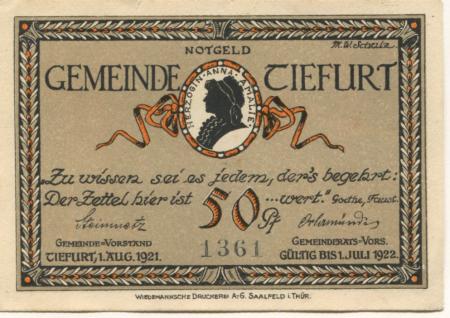 NOTGELD
M.W.Schulz
GEMEINDE TIEFURT
HERZOGIN·ANNA·AMALIE·
Zu wissen sei es jedem, der's begehrt:
Der Zettel hier ist 50 Pf ...wert." Goethe, Faust.
Steinmetz
GEMEINDE-VORSTAND
TIEFURT, 1. AUG. 1921.
1361
GEMEINDERATS-VORS.
GÜLTIG BIS 1. JULI 1922.
WIEDEMANNSCHE DRUCKEREI A.-G. SAALFELD i. THÜR.